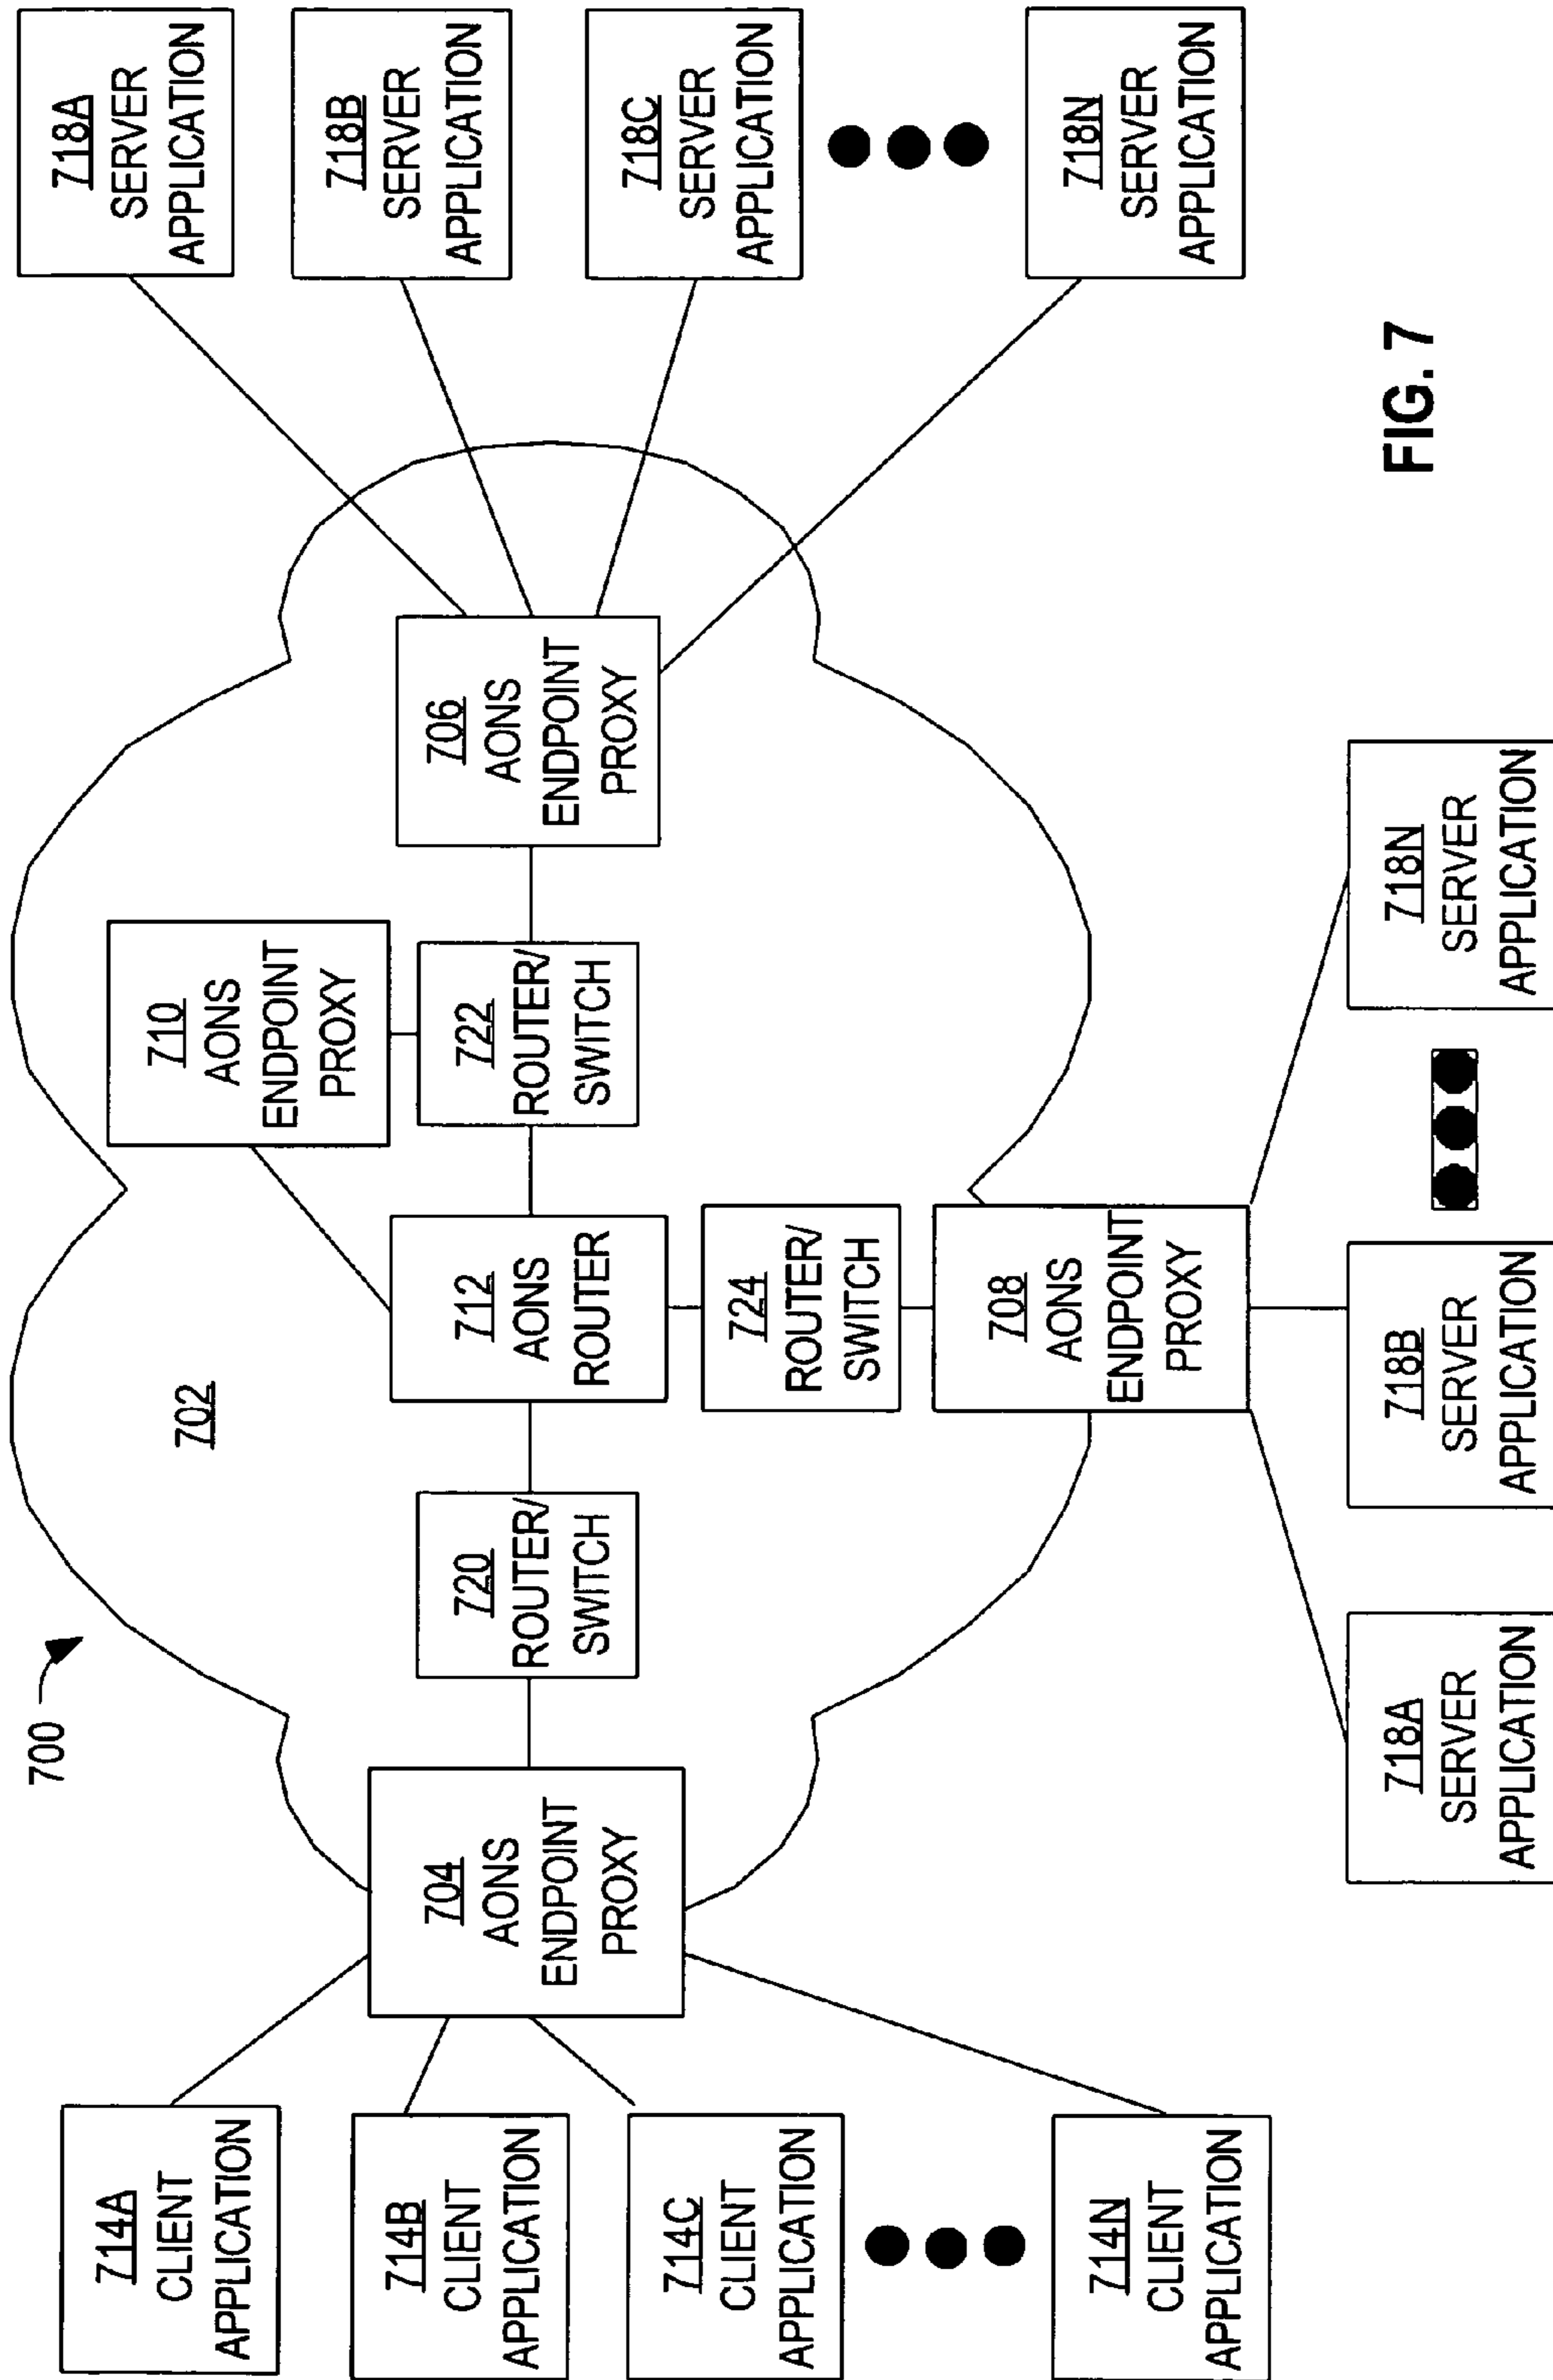 700
702
714A
CLIENT
APPLICATION
714B
CLIENT
APPLICATION
714C
CLIENT
APPLICATION
714N
CLIENT
APPLICATION
704
AONS
ENDPOINT
PROXY
720
ROUTER/
SWITCH
712
AONS
ROUTER
710
AONS
ENDPOINT
PROXY
722
ROUTER/
SWITCH
706
AONS
ENDPOINT
PROXY
724
ROUTER/
SWITCH
708
AONS
ENDPOINT
PROXY
718A
SERVER
APPLICATION
718B
SERVER
APPLICATION
718C
SERVER
APPLICATION
718N
SERVER
APPLICATION
718A
SERVER
APPLICATION
718B
SERVER
APPLICATION
718N
SERVER
APPLICATION
FIG. 7